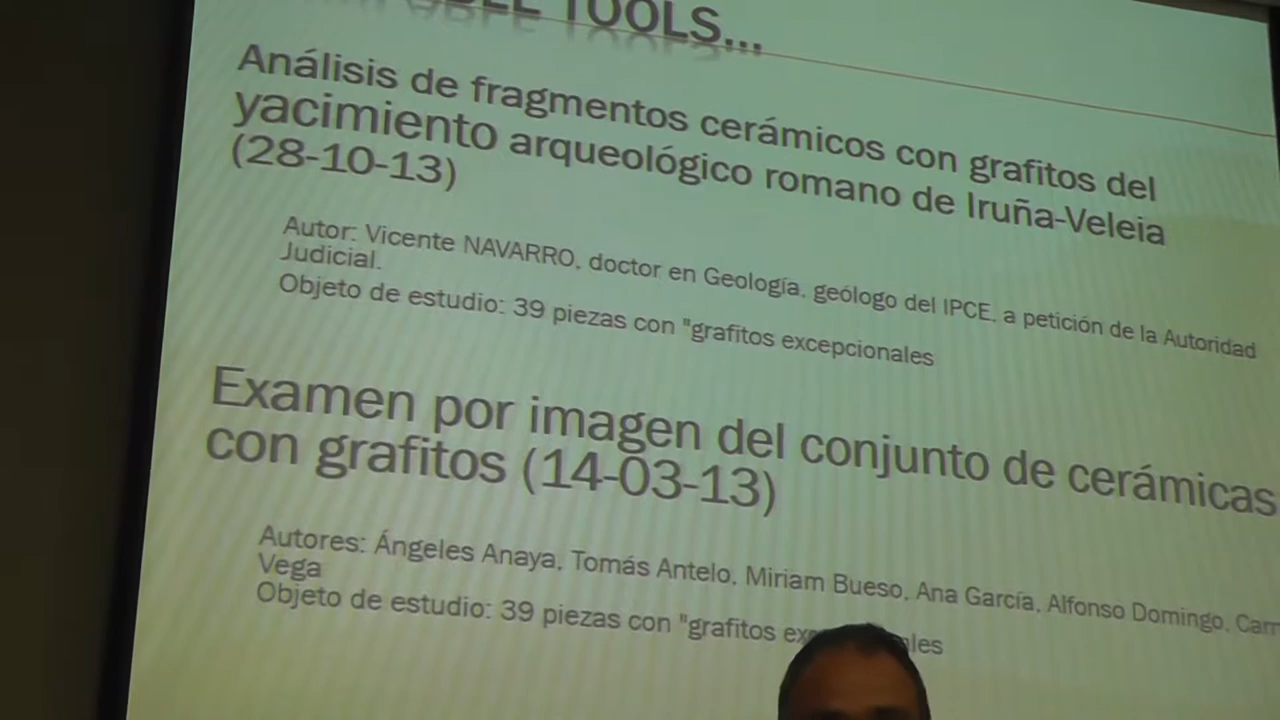 TOOLS...
Análisis de fragmentos cerámicos con grafitos del
yacimiento arqueológico romano de Iruña-Veleia
(28-10-13)
Autor: Vicente NAVARRO, doctor en Geología, geólogo del IPCE, a petición de la Autoridad
Judicial.
Objeto de estudio: 39 piezas con "grafitos excepcionales
Examen por imagen del conjunto de cerámicas
con grafitos (14-03-13)
Autores: Ángeles Anaya, Tomás Antelo, Miriam Bueso, Ana García, Alfonso Domingo,
Vega
Objeto de estudio: 39 piezas con "grafitos